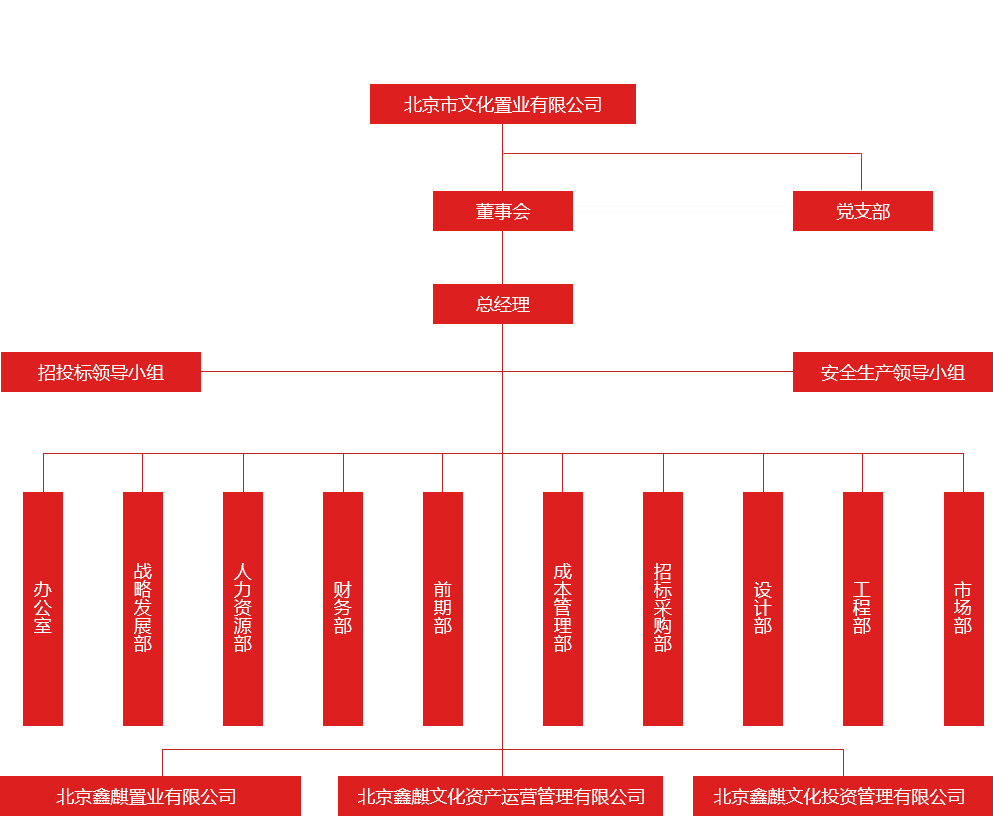 北京市文化置业有限公司
董事会
党支部
总经理
招投标领导小组
安全生产领导小组
办公室
战略发展部
人力资源部
财务部
前期部
成本管理部
招标采购部
设计部
工程部
市场部
北京鑫麒置业有限公司
北京鑫麒文化资产运营管理有限公司
北京鑫麒文化投资管理有限公司